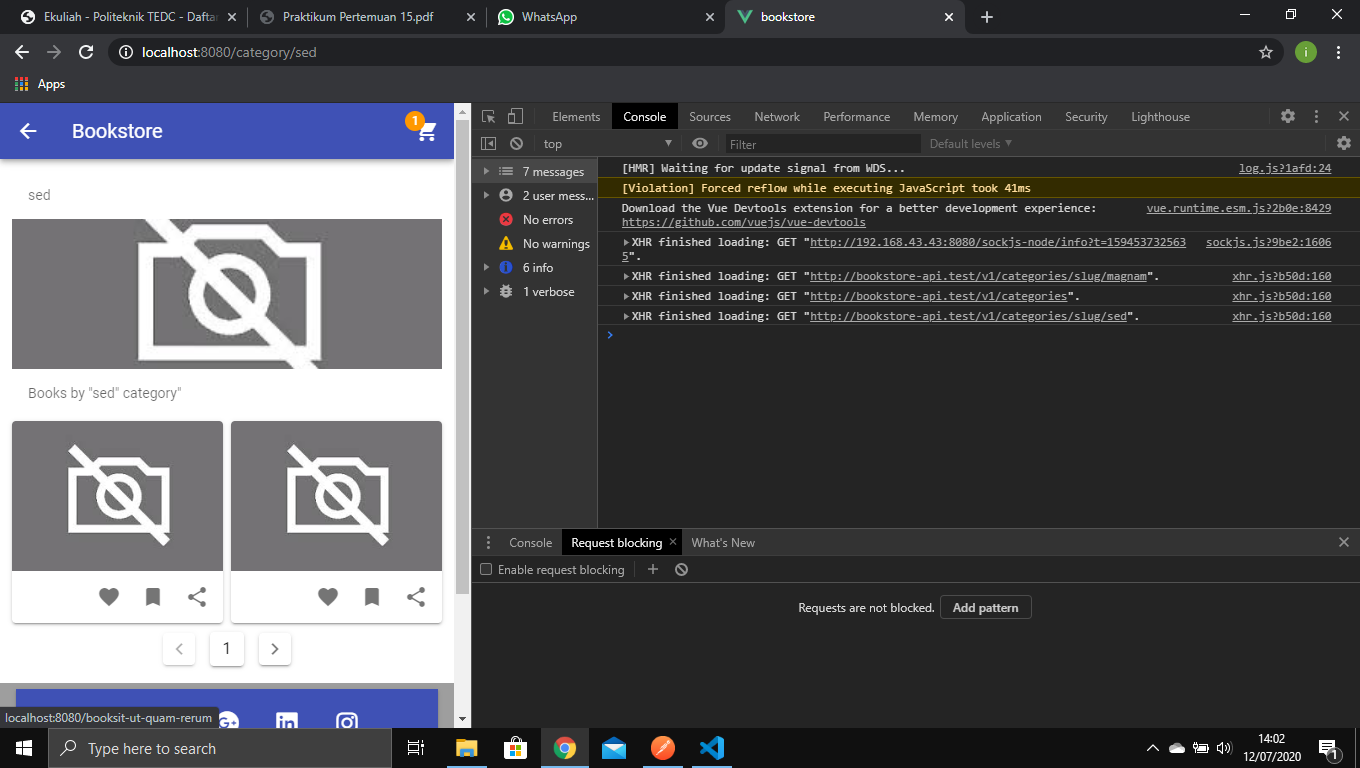 Ekuliah - Politeknik TEDC - Dafta
Praktikum Pertemuan 15.pdf
WhatsApp
bookstore
localhost:8080/category/sed
i
Apps
Bookstore
1
sed
Books by "sed" category"
1
localhost:8080/booksit-ut-quam-rerum
Elements
Console
Sources
Network
Performance
Memory
Application
Security
Lighthouse
top
Filter
Default levels
7 messages
2 user mess...
No errors
No warnings
6 info
1 verbose
[HMR] Waiting for update signal from WDS... log.js?1afd:24
[Violation] Forced reflow while executing JavaScript took 41ms
Download the Vue Devtools extension for a better development experience: vue.runtime.esm.js?2b0e:8429
https://github.com/vuejs/vue-devtools
XHR finished loading: GET "http://192.168.43.43:8080/sockjs-node/info?t=159453732563 sockjs.js?9be2:1606
5".
XHR finished loading: GET "http://bookstore-api.test/v1/categories/slug/magnam". xhr.js?b50d:160
XHR finished loading: GET "http://bookstore-api.test/v1/categories". xhr.js?b50d:160
XHR finished loading: GET "http://bookstore-api.test/v1/categories/slug/sed". xhr.js?b50d:160
Console
Request blocking
What's New
Enable request blocking
Requests are not blocked.
Add pattern
Type here to search
14:02
12/07/2020
1